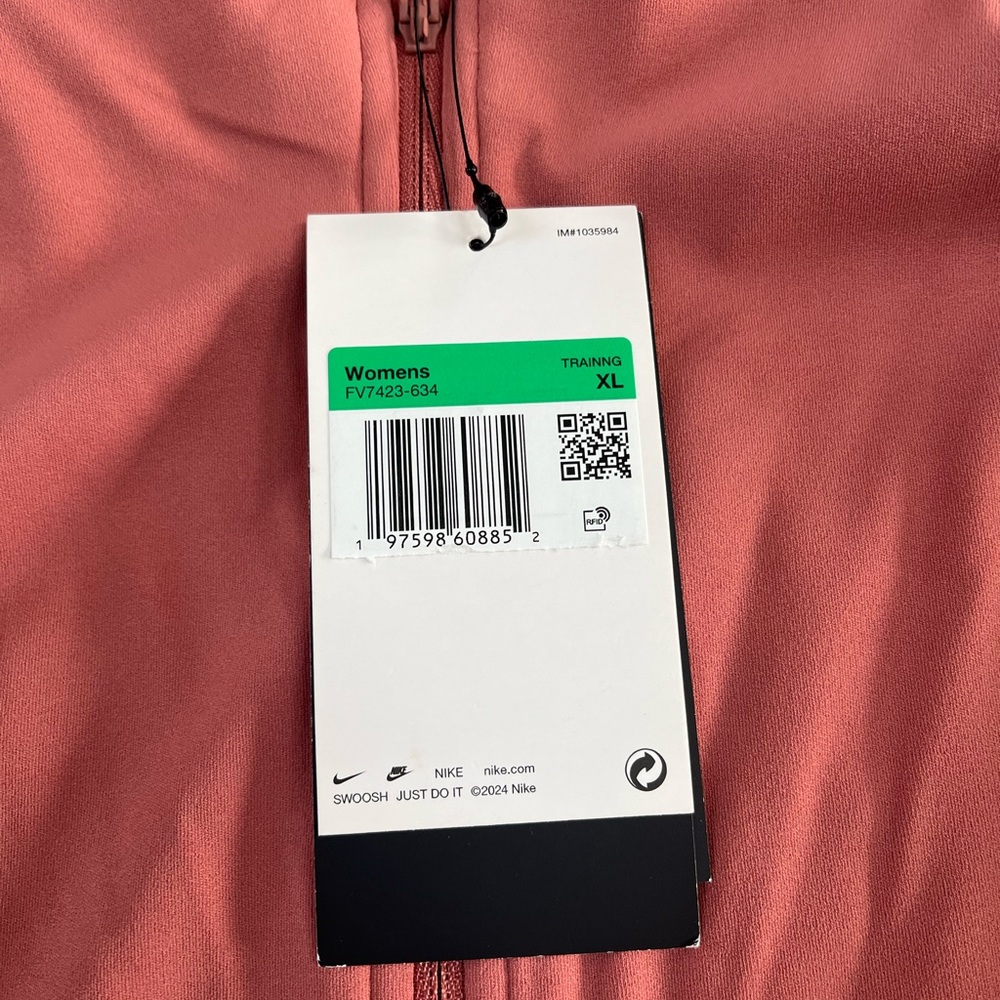 IM#1035984
Womens TRAINNG
FV7423-634 XL
RFID
1 97598 60885 2
NIKE NIKE nike.com
SWOOSH JUST DO IT ©2024 Nike